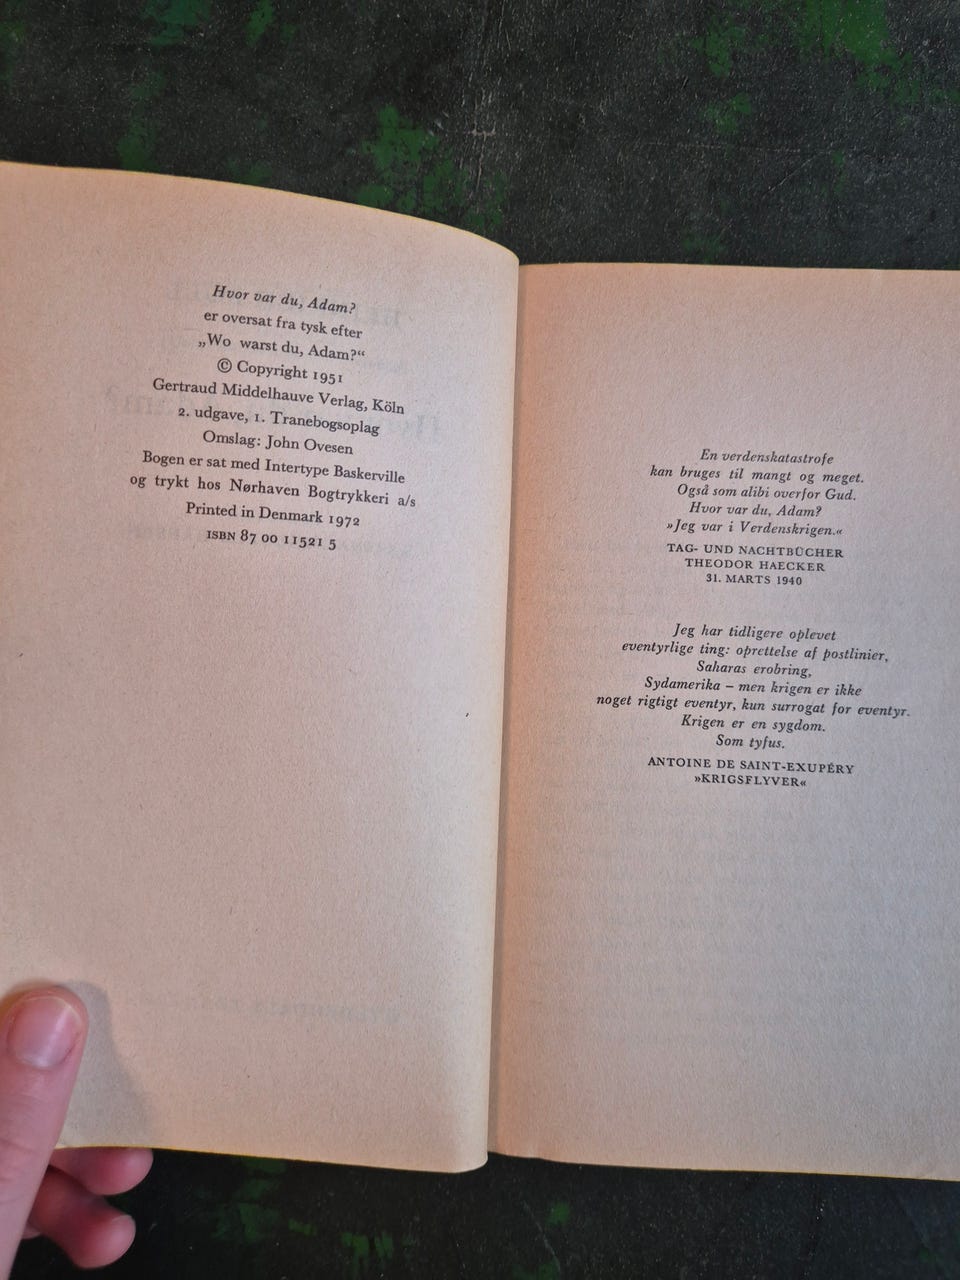 Hvor var du, Adam?
er oversat fra tysk efter
„Wo warst du, Adam?“
© Copyright 1951
Gertraud Middelhauve Verlag, Köln
2. udgave, 1. Tranebogsoplag
Omslag: John Ovesen
Bogen er sat med Intertype Baskerville
og trykt hos Nørhaven Bogtrykkeri a/s
Printed in Denmark 1972
ISBN 87 00 11521 5
En verdenskatastrofe
kan bruges til mangt og meget.
Også som alibi overfor Gud.
Hvor var du, Adam?
»Jeg var i Verdenskrigen.«
TAG- UND NACHTBÜCHER
THEODOR HAECKER
31. MARTS 1940
Jeg har tidligere oplevet
eventyrlige ting: oprettelse af postlinier,
Saharas erobring,
Sydamerika – men krigen er ikke
noget rigtigt eventyr, kun surrogat for eventyr.
Krigen er en sygdom.
Som tyfus.
ANTOINE DE SAINT-EXUPÉRY
»KRIGSFLYVER«